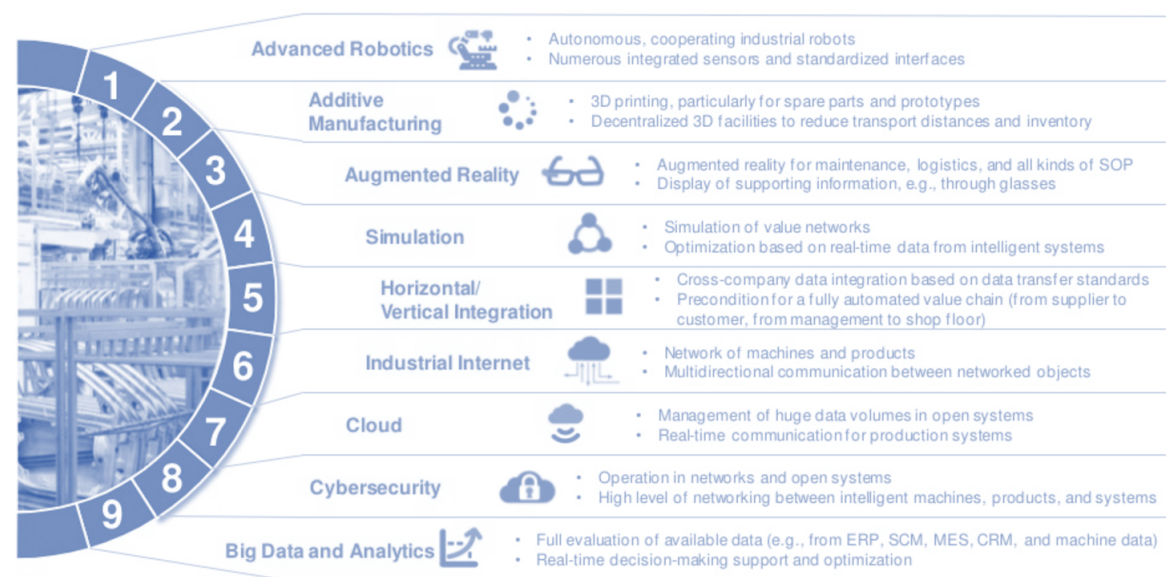 1
Advanced Robotics
• Autonomous, cooperating industrial robots
• Numerous integrated sensors and standardized interfaces
2
Additive
Manufacturing
• 3D printing, particularly for spare parts and prototypes
• Decentralized 3D facilities to reduce transport distances and inventory
3
Augmented Reality
• Augmented reality for maintenance, logistics, and all kinds of SOP
• Display of supporting information, e.g., through glasses
4
Simulation
• Simulation of value networks
• Optimization based on real-time data from intelligent systems
5
Horizontal/
Vertical Integration
• Cross-company data integration based on data transfer standards
• Precondition for a fully automated value chain (from supplier to
customer, from management to shop floor)
6
Industrial Internet
• Network of machines and products
• Multidirectional communication between networked objects
7
Cloud
• Management of huge data volumes in open systems
• Real-time communication for production systems
8
Cybersecurity
• Operation in networks and open systems
• High level of networking between intelligent machines, products, and systems
9
Big Data and Analytics
• Full evaluation of available data (e.g., from ERP, SCM, MES, CRM, and machine data)
• Real-time decision-making support and optimization